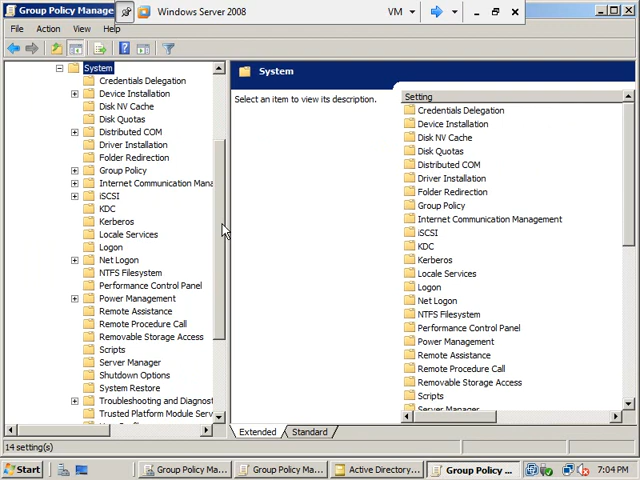 Group Policy Manage
Windows Server 2008
VM
File Action View Help
System
Credentials Delegation
Device Installation
Disk NV Cache
Disk Quotas
Distributed COM
Driver Installation
Folder Redirection
Group Policy
Internet Communication Mana
iSCSI
KDC
Kerberos
Locale Services
Logon
Net Logon
NTFS Filesystem
Performance Control Panel
Power Management
Remote Assistance
Remote Procedure Call
Removable Storage Access
Scripts
Server Manager
Shutdown Options
System Restore
Troubleshooting and Diagnost
Trusted Platform Module Serv
System
Select an item to view its description.
Setting
Credentials Delegation
Device Installation
Disk NV Cache
Disk Quotas
Distributed COM
Driver Installation
Folder Redirection
Group Policy
Internet Communication Management
iSCSI
KDC
Kerberos
Locale Services
Logon
Net Logon
NTFS Filesystem
Performance Control Panel
Power Management
Remote Assistance
Remote Procedure Call
Removable Storage Access
Scripts
Server Manager
Extended Standard
14 setting(s)
Start Group Policy Ma... Group Policy Ma... Active Directory... Group Policy ... 7:04 PM